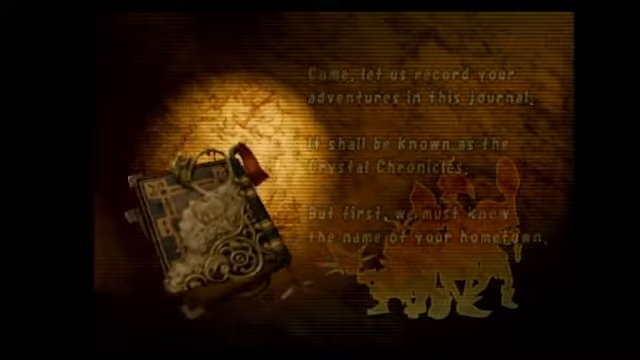 Come, let us record your
adventures in this journal.
It shall be known as the
Crystal Chronicles.
But first, we must know
the name of your hometown.